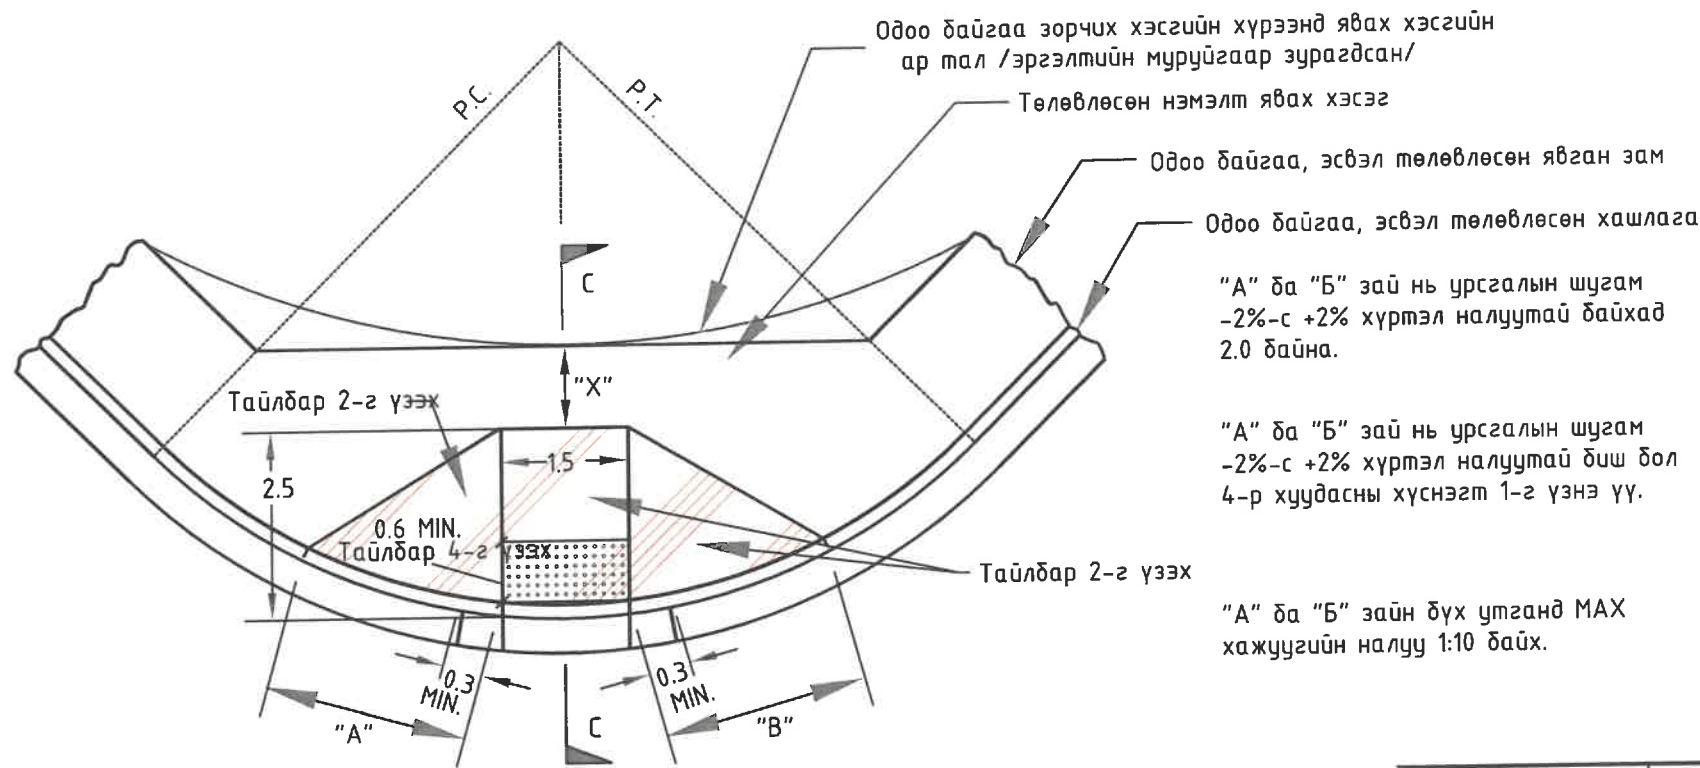 Одоо байгаа зорчих хэсгийн хүрээнд явах хэсгийн
ар тал /эргэлтийн муруйгаар зурагдсан/
P.C.
P.T.
Төлөвлөсөн нэмэлт явах хэсэг
Одоо байгаа, эсвэл төлөвлөсөн явган зам
Одоо байгаа, эсвэл төлөвлөсөн хашлага
C
"A" ба "Б" зай нь урсгалын шугам
-2%-с +2% хүртэл налуутай байхад
2.0 байна.
"X"
Тайлбар 2-г үзэх
"A" ба "Б" зай нь урсгалын шугам
-2%-с +2% хүртэл налуутай биш бол
4-р хуудасны хүснэгт 1-г үзнэ үү.
1.5
2.5
0.6 MIN.
Тайлбар 4-г үзэх
Тайлбар 2-г үзэх
"A" ба "Б" зайн бүх утганд MAX
хажуугийн налуу 1:10 байх.
0.3
MIN.
0.3
MIN.
"A"
C
"B"